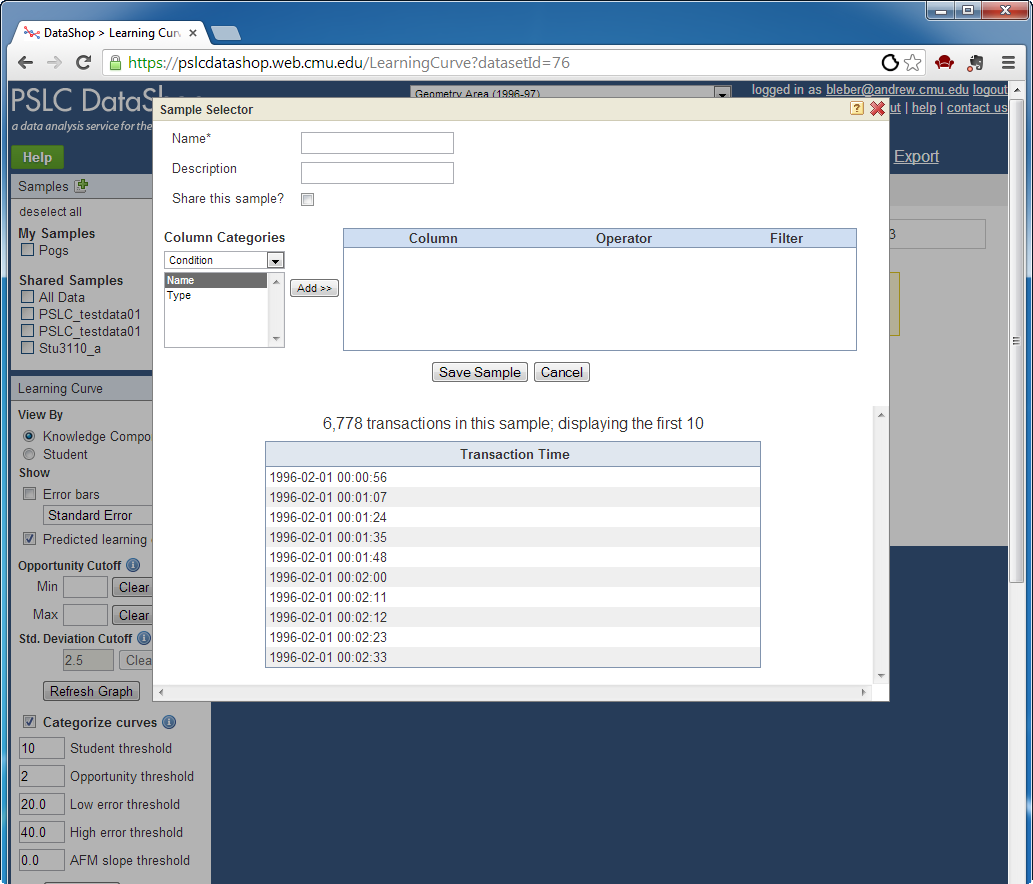 DataShop > Learning Cur
https://pslcdatashop.web.cmu.edu/LearningCurve?datasetId=76
PSLC DataS
a data analysis service for the
Geometry Area (1996-97)
logged in as bleber@andrew.cmu.edu logout
ut | help | contact us
Help
Export
Samples
deselect all
My Samples
Pogs
Shared Samples
All Data
PSLC_testdata01
PSLC_testdata01
Stu3110_a
Learning Curve
View By
Knowledge Compo
Student
Show
Error bars
Standard Error
Predicted learning
Opportunity Cutoff
Min Clear
Max Clear
Std. Deviation Cutoff
2.5 Clea
Refresh Graph
Categorize curves
10 Student threshold
2 Opportunity threshold
20.0 Low error threshold
40.0 High error threshold
0.0 AFM slope threshold
Sample Selector
?
Name*
Description
Share this sample?
Column Categories
Condition
Name
Type
Add >>
Column Operator Filter
Save Sample Cancel
6,778 transactions in this sample; displaying the first 10
Transaction Time
1996-02-01 00:00:56
1996-02-01 00:01:07
1996-02-01 00:01:24
1996-02-01 00:01:35
1996-02-01 00:01:48
1996-02-01 00:02:00
1996-02-01 00:02:11
1996-02-01 00:02:12
1996-02-01 00:02:23
1996-02-01 00:02:33
3